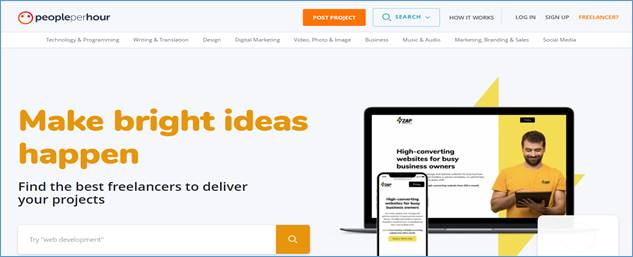 peopleperhour
POST PROJECT
SEARCH
HOW IT WORKS
LOG IN
SIGN UP
FREELANCER?
Technology & Programming
Writing & Translation
Design
Digital Marketing
Video, Photo & Image
Business
Music & Audio
Marketing, Branding & Sales
Social Media
Make bright ideas
happen
Find the best freelancers to deliver
your projects
Try "web development"
ZAP
High-converting
websites for busy
business owners
ZAP
High-converting
websites for busy
business owners